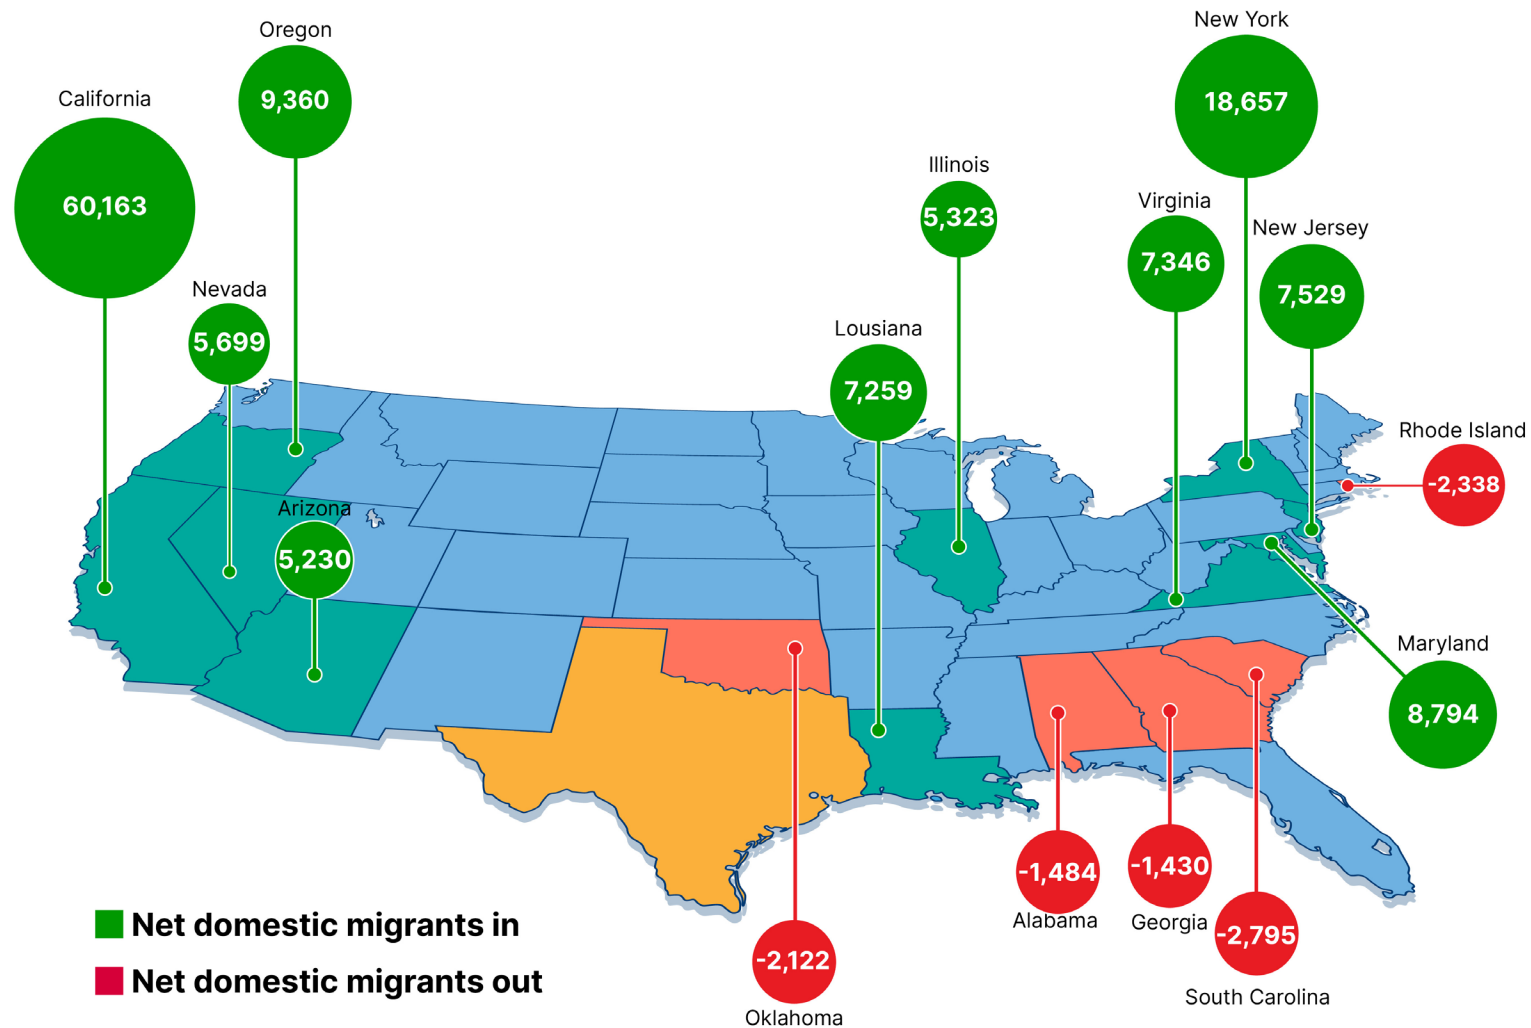 Oregon
9,360
California
60,163
Nevada
5,699
Arizona
5,230
Lousiana
7,259
Illinois
5,323
New York
18,657
Virginia
7,346
New Jersey
7,529
Rhode Island
-2,338
Maryland
8,794
-1,484
Alabama
-1,430
Georgia
-2,795
South Carolina
-2,122
Oklahoma
Net domestic migrants in
Net domestic migrants out